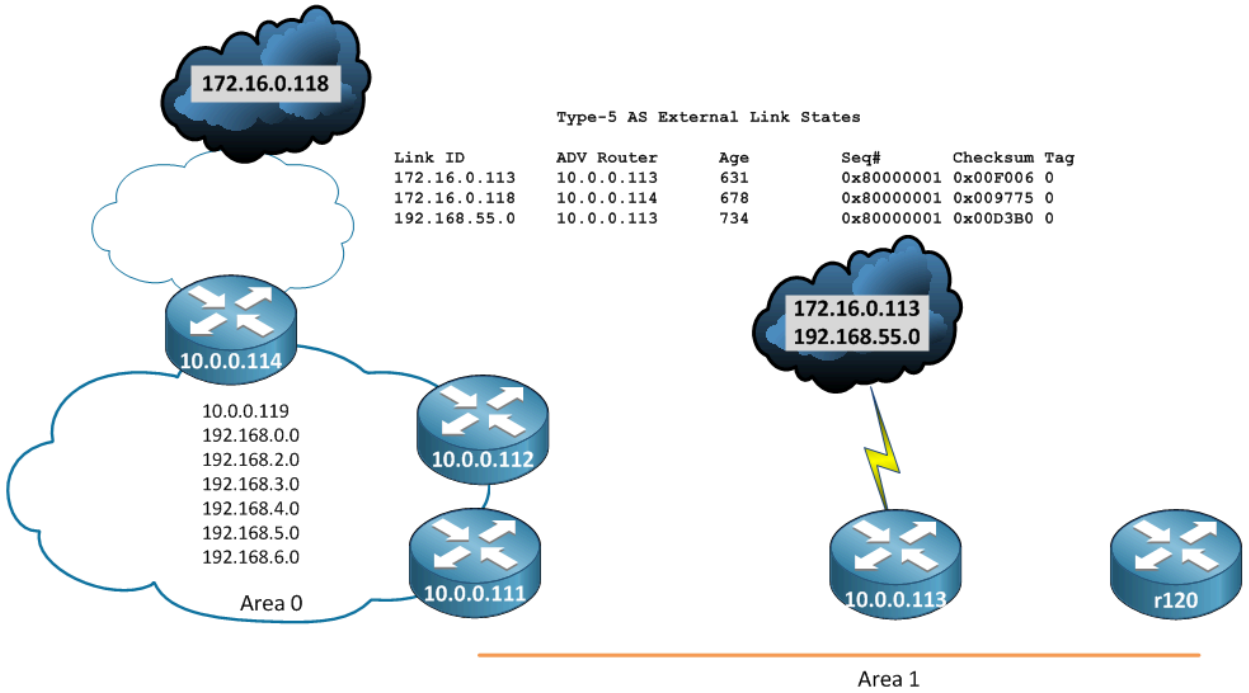 172.16.0.118
Type-5 AS External Link States
Link ID ADV Router Age Seq# Checksum Tag
172.16.0.113 10.0.0.113 631 0x80000001 0x00F006 0
172.16.0.118 10.0.0.114 678 0x80000001 0x009775 0
192.168.55.0 10.0.0.113 734 0x80000001 0x00D3B0 0
172.16.0.113
192.168.55.0
10.0.0.114
10.0.0.119
192.168.0.0
192.168.2.0
192.168.3.0
192.168.4.0
192.168.5.0
192.168.6.0
Area 0
10.0.0.112
10.0.0.111
10.0.0.113
r120
Area 1